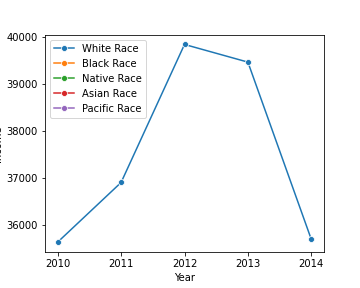 40000
39000
38000
37000
36000
White Race
Black Race
Native Race
Asian Race
Pacific Race
2010 2011 2012 2013 2014
Year